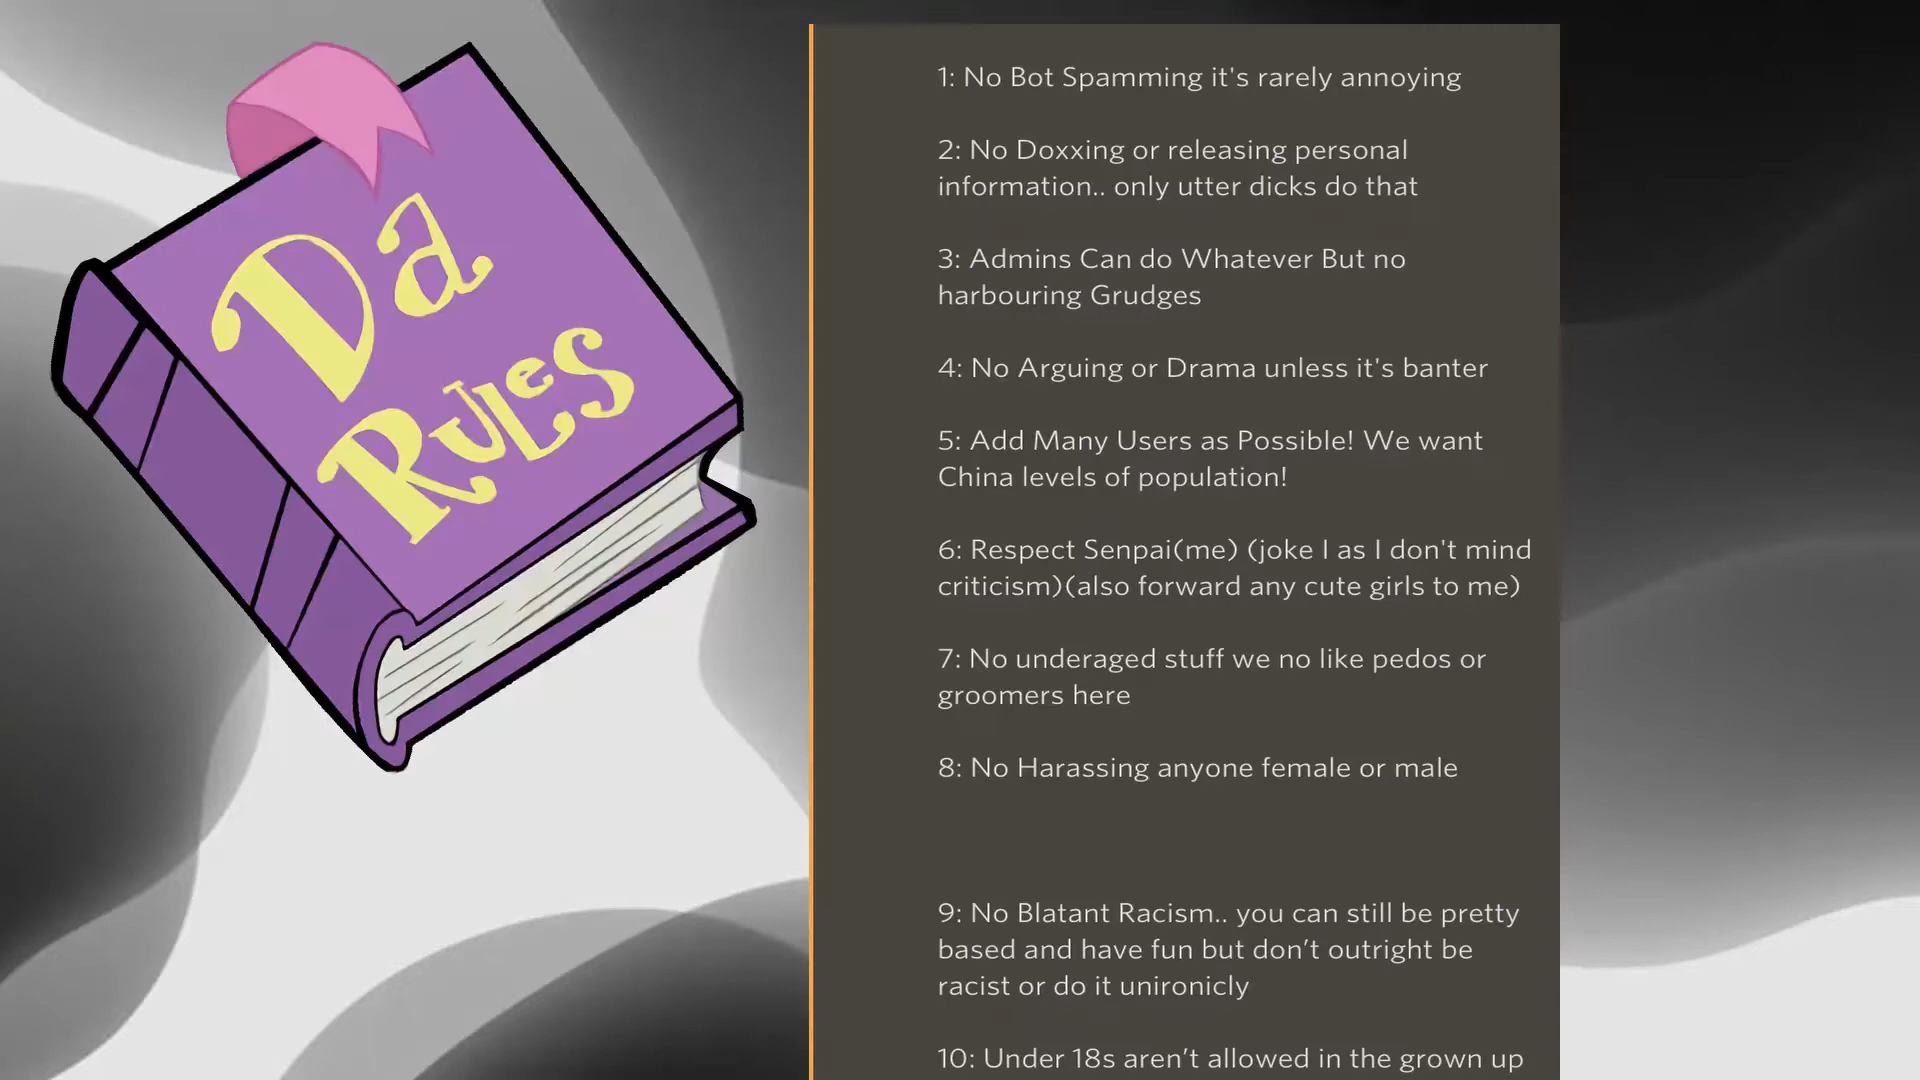 Da
Rules
1: No Bot Spamming it's rarely annoying
2: No Doxxing or releasing personal
information.. only utter dicks do that
3: Admins Can do Whatever But no
harbouring Grudges
4: No Arguing or Drama unless it's banter
5: Add Many Users as Possible! We want
China levels of population!
6: Respect Senpai(me) (joke I as I don't mind
criticism)(also forward any cute girls to me)
7: No underaged stuff we no like pedos or
groomers here
8: No Harassing anyone female or male
9: No Blatant Racism.. you can still be pretty
based and have fun but don’t outright be
racist or do it unironicly
10: Under 18s aren’t allowed in the grown up